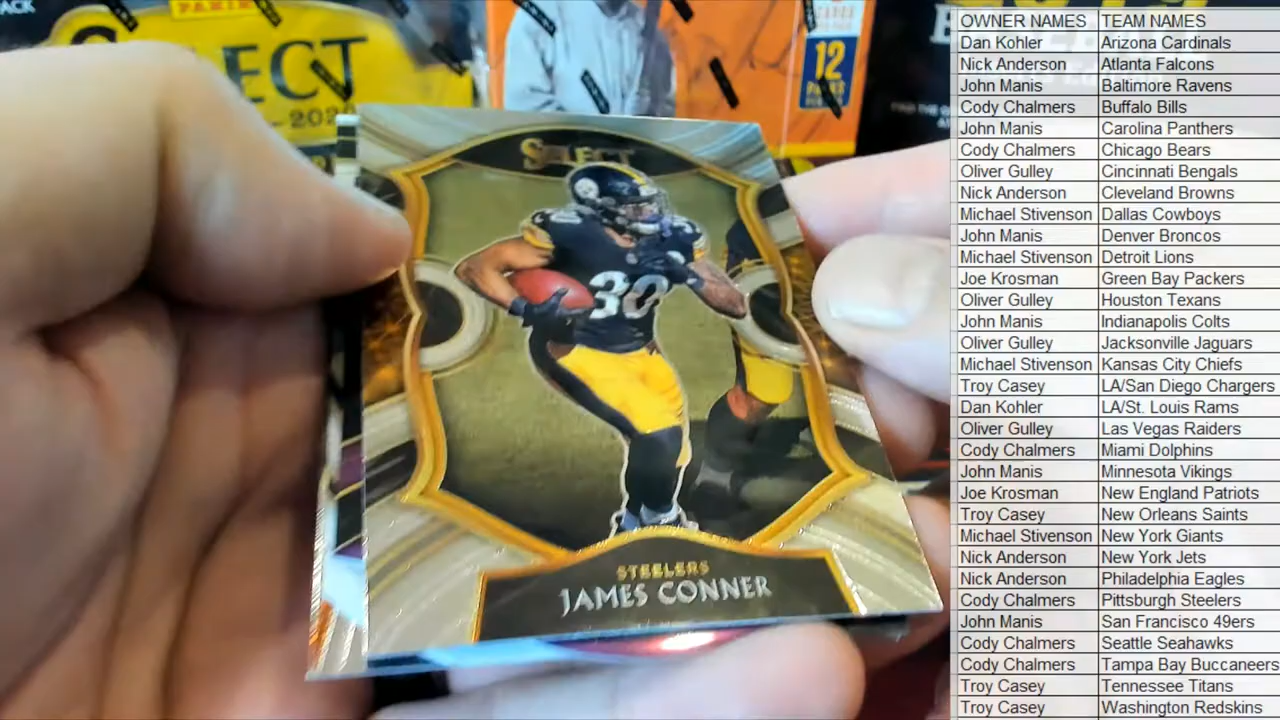 PACK
PANINI
SELECT
2020
12
SELECT
30
30
STEELERS
JAMES CONNER
OWNER NAMES TEAM NAMES
Dan Kohler Arizona Cardinals
Nick Anderson Atlanta Falcons
John Manis Baltimore Ravens
Cody Chalmers Buffalo Bills
John Manis Carolina Panthers
Cody Chalmers Chicago Bears
Oliver Gulley Cincinnati Bengals
Nick Anderson Cleveland Browns
Michael Stivenson Dallas Cowboys
John Manis Denver Broncos
Michael Stivenson Detroit Lions
Joe Krosman Green Bay Packers
Oliver Gulley Houston Texans
John Manis Indianapolis Colts
Oliver Gulley Jacksonville Jaguars
Michael Stivenson Kansas City Chiefs
Troy Casey LA/San Diego Chargers
Dan Kohler LA/St. Louis Rams
Oliver Gulley Las Vegas Raiders
Cody Chalmers Miami Dolphins
John Manis Minnesota Vikings
Joe Krosman New England Patriots
Troy Casey New Orleans Saints
Michael Stivenson New York Giants
Nick Anderson New York Jets
Nick Anderson Philadelphia Eagles
Cody Chalmers Pittsburgh Steelers
John Manis San Francisco 49ers
Cody Chalmers Seattle Seahawks
Cody Chalmers Tampa Bay Buccaneers
Troy Casey Tennessee Titans
Troy Casey Washington Redskins